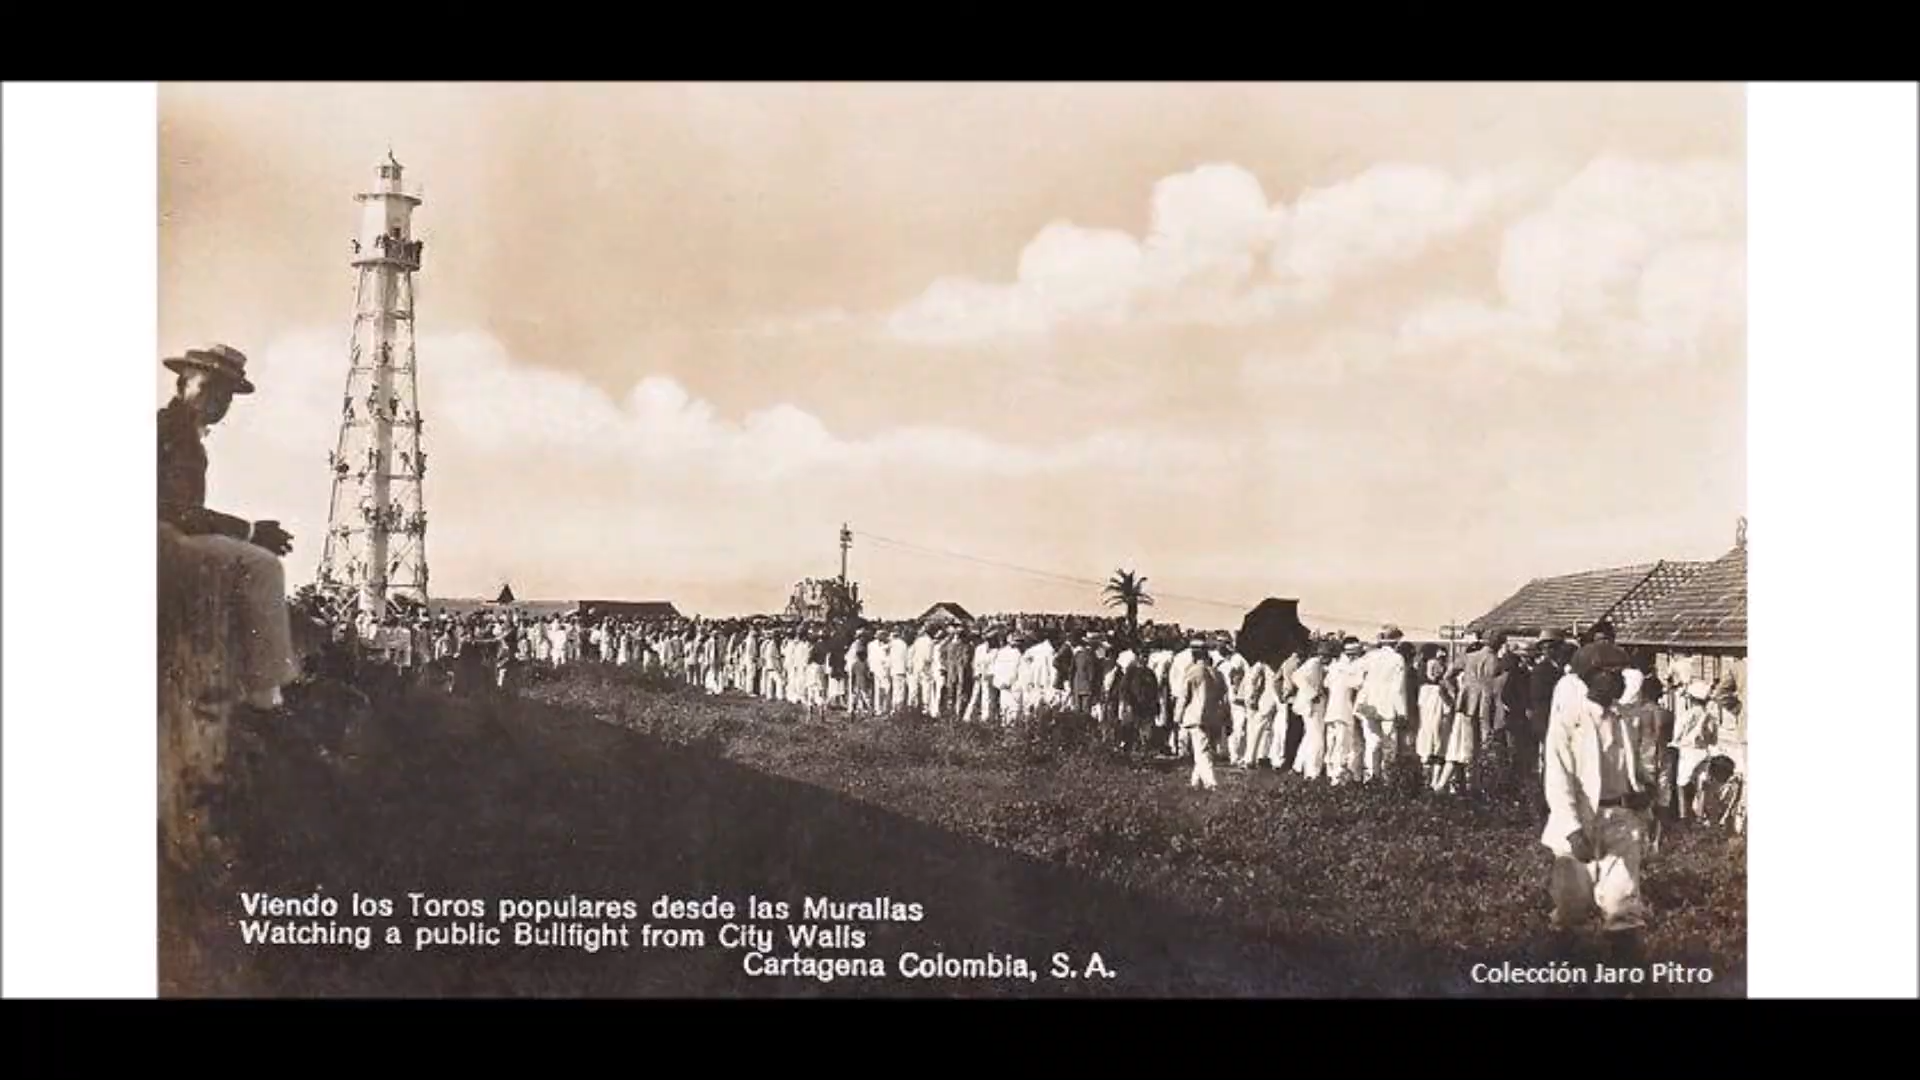 Viendo los Toros populares desde las Murallas
Watching a public Bullfight from City Walls
Cartagena Colombia, S. A.
Colección Jaro Pitro